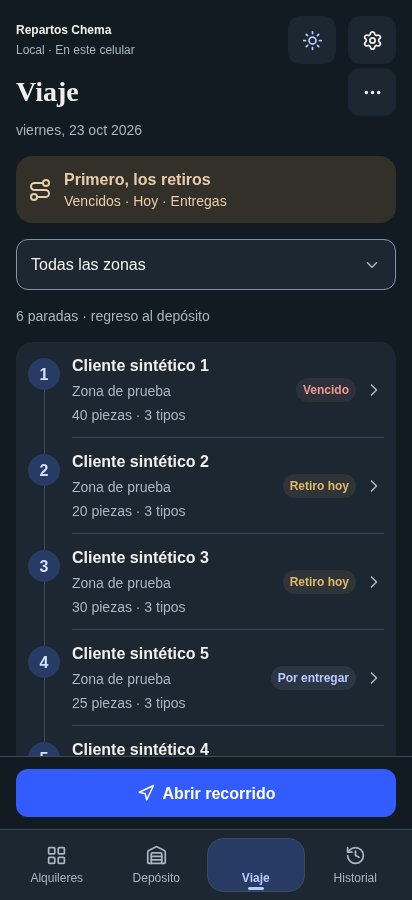 Repartos Chema
Local · En este celular
Viaje
viernes, 23 oct 2026
Primero, los retiros
Vencidos · Hoy · Entregas
Todas las zonas
6 paradas · regreso al depósito
1
Cliente sintético 1
Zona de prueba
40 piezas · 3 tipos
Vencido
2
Cliente sintético 2
Zona de prueba
20 piezas · 3 tipos
Retiro hoy
3
Cliente sintético 3
Zona de prueba
30 piezas · 3 tipos
Retiro hoy
4
Cliente sintético 5
Zona de prueba
25 piezas · 3 tipos
Por entregar
5
Cliente sintético 4
Abrir recorrido
Alquileres
Depósito
Viaje
Historial